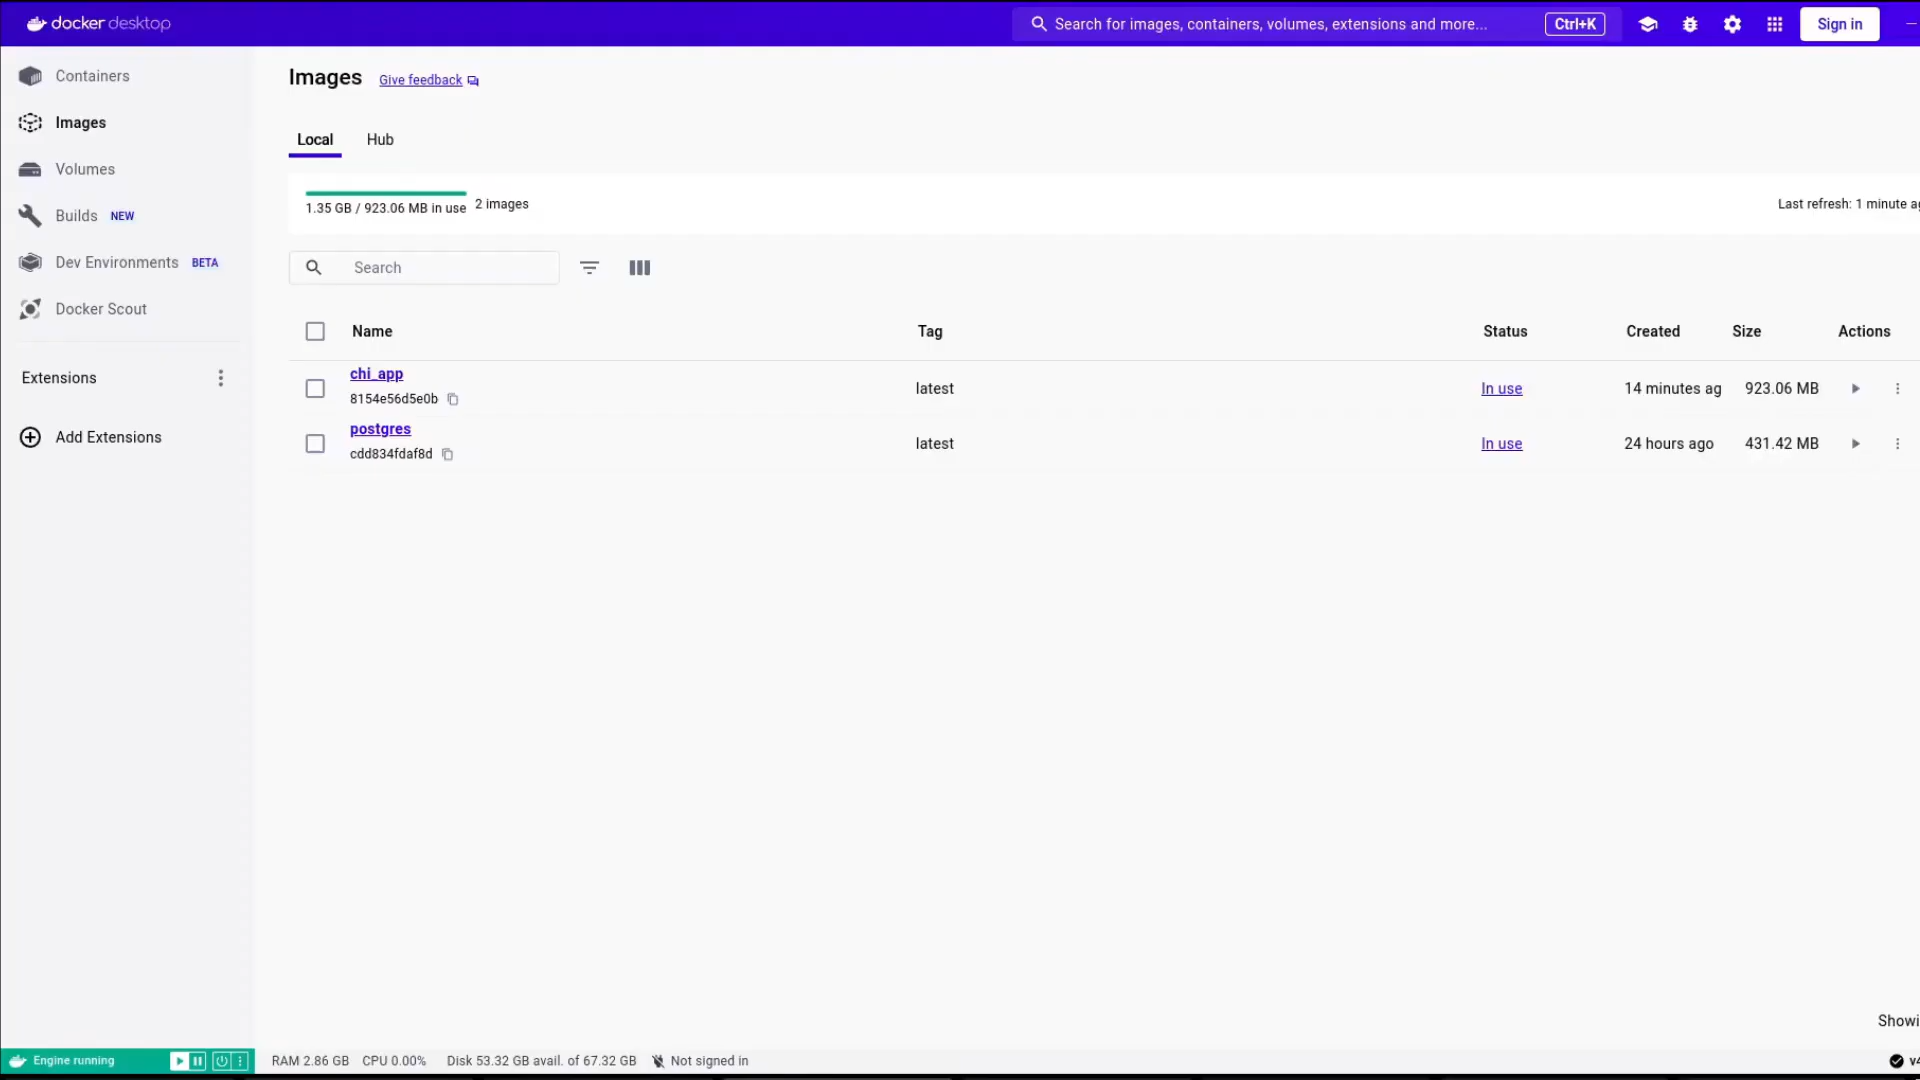 docker desktop
Search for images, containers, volumes, extensions and more... Ctrl+K
Sign in
Containers
Images
Volumes
Builds NEW
Dev Environments BETA
Docker Scout
Extensions
Add Extensions
Images Give feedback
Local Hub
1.35 GB / 923.06 MB in use 2 images
Last refresh: 1 minute ag
Search
Name Tag Status Created Size Actions
chi_app
8154e56d5e0b
latest In use 14 minutes ag 923.06 MB
postgres
cdd834fdaf8d
latest In use 24 hours ago 431.42 MB
Showi
Engine running
RAM 2.86 GB CPU 0.00% Disk 53.32 GB avail. of 67.32 GB Not signed in
v4